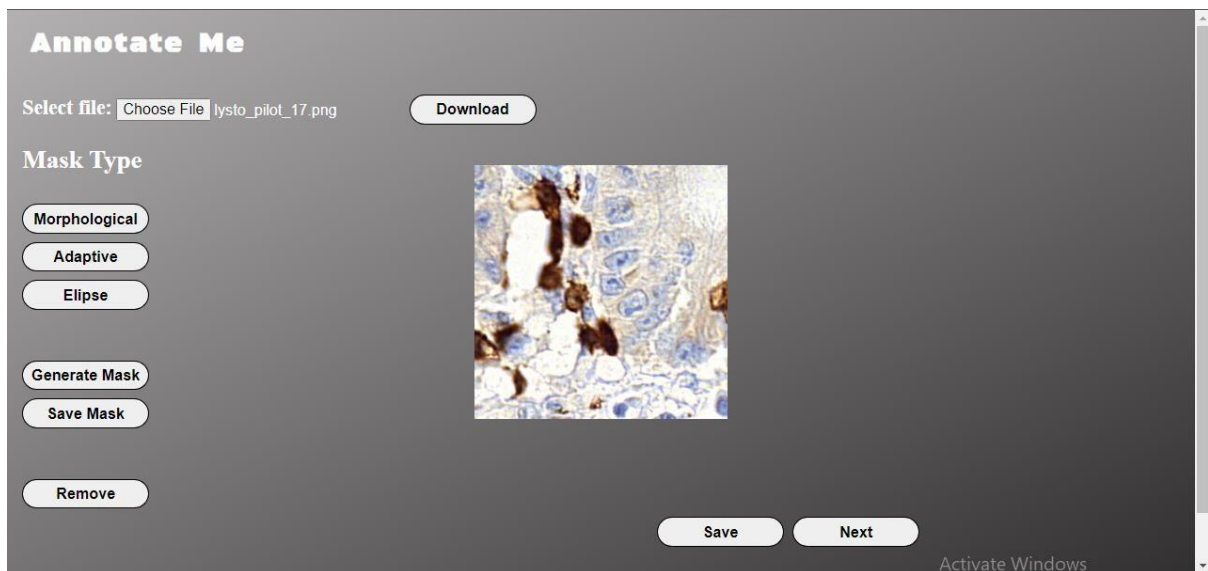 Annotate Me
Select file: Choose File lysto_pilot_17.png Download
Mask Type
Morphological
Adaptive
Elipse
Generate Mask
Save Mask
Remove
Save Next
Activate Windows